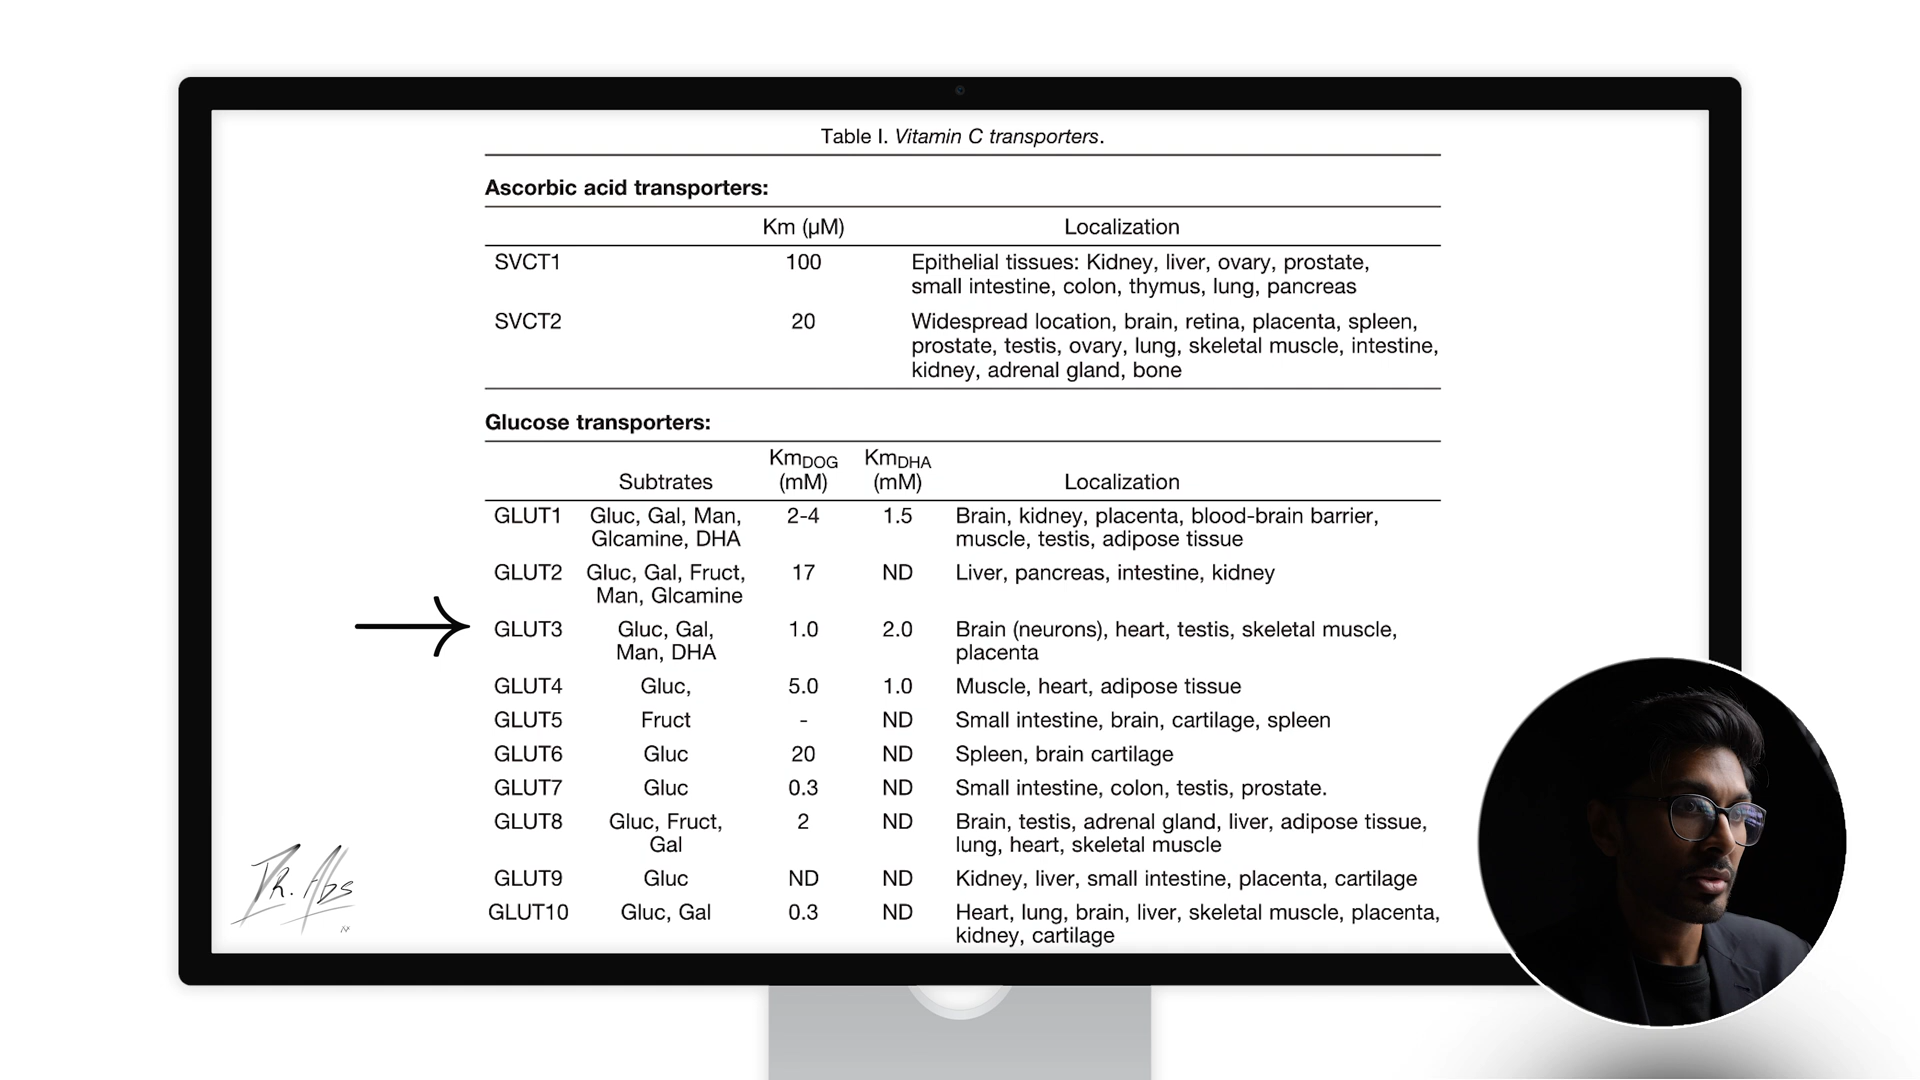 Table I. Vitamin C transporters.
Ascorbic acid transporters:
Km (µM) Localization
SVCT1 100 Epithelial tissues: Kidney, liver, ovary, prostate,
small intestine, colon, thymus, lung, pancreas
SVCT2 20 Widespread location, brain, retina, placenta, spleen,
prostate, testis, ovary, lung, skeletal muscle, intestine,
kidney, adrenal gland, bone
Glucose transporters:
Subtrates KmDOG (mM) KmDHA (mM) Localization
GLUT1 Gluc, Gal, Man, 2-4 1.5 Brain, kidney, placenta, blood-brain barrier,
Glcamine, DHA muscle, testis, adipose tissue
GLUT2 Gluc, Gal, Fruct, 17 ND Liver, pancreas, intestine, kidney
Man, Glcamine
GLUT3 Gluc, Gal, 1.0 2.0 Brain (neurons), heart, testis, skeletal muscle,
Man, DHA placenta
GLUT4 Gluc, 5.0 1.0 Muscle, heart, adipose tissue
GLUT5 Fruct - ND Small intestine, brain, cartilage, spleen
GLUT6 Gluc 20 ND Spleen, brain cartilage
GLUT7 Gluc 0.3 ND Small intestine, colon, testis, prostate.
GLUT8 Gluc, Fruct, 2 ND Brain, testis, adrenal gland, liver, adipose tissue,
Gal lung, heart, skeletal muscle
GLUT9 Gluc ND ND Kidney, liver, small intestine, placenta, cartilage
GLUT10 Gluc, Gal 0.3 ND Heart, lung, brain, liver, skeletal muscle, placenta,
kidney, cartilage
Dr. Abs